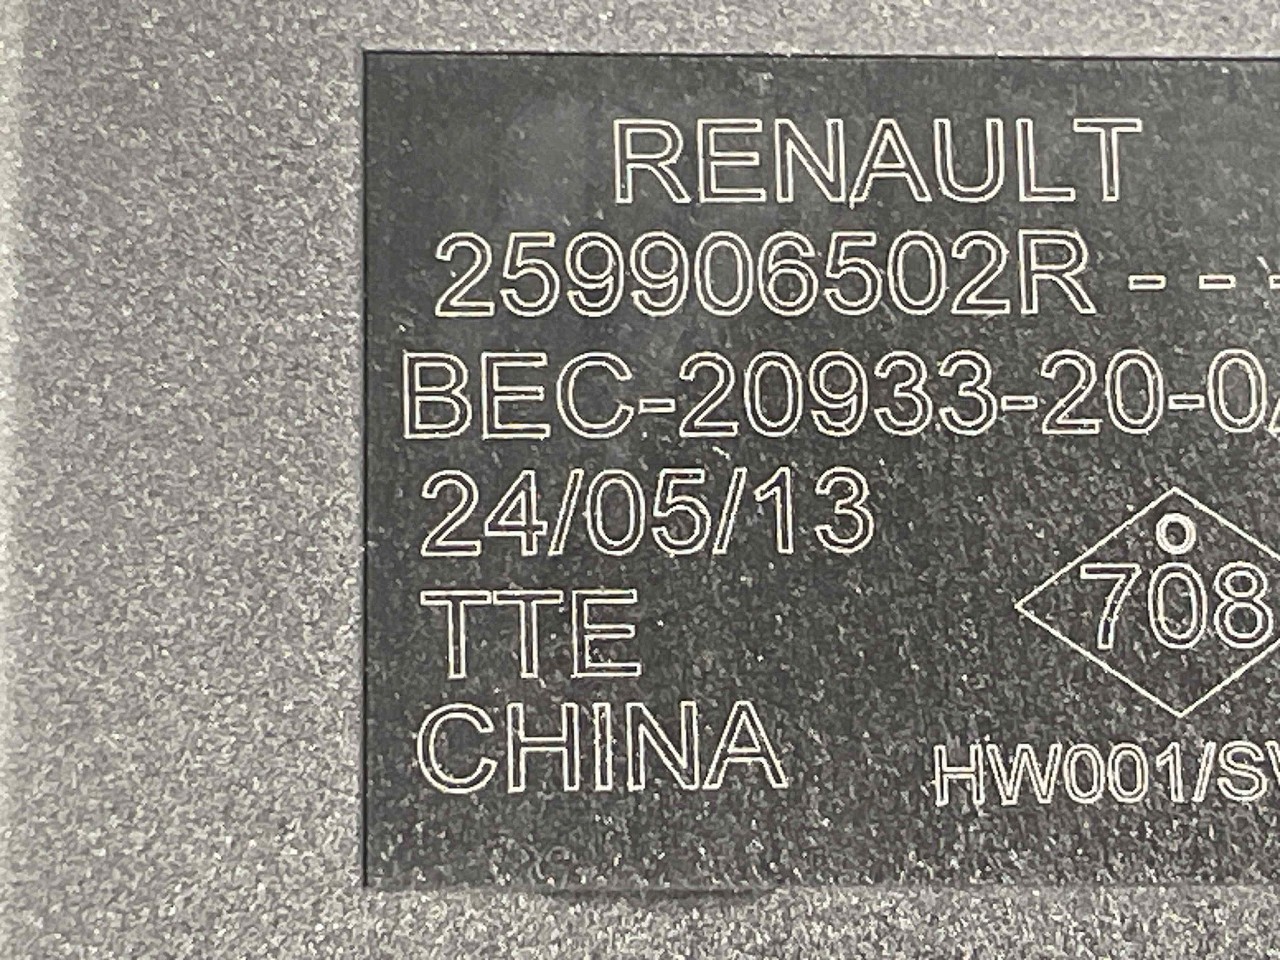 RENAULT
259906502R - - -
BEC-20933-20-0
24/05/13
TTE
708
CHINA
HW001/S